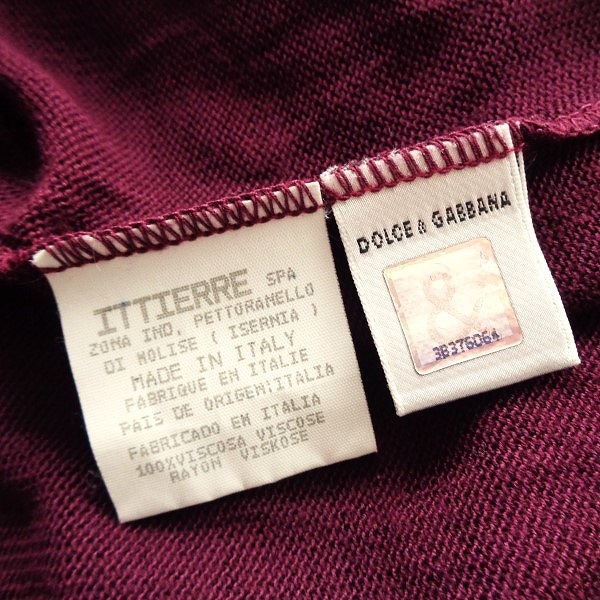 ITTIERRE SPA
ZONA IND. PETTORANELLO
DI MOLISE ( ISERNIA )
MADE IN ITALY
FABRIQUE EN ITALIE
PAIS DE ORIGEN:ITALIA
FABRICADO EN ITALIA
100%VISCOSA VISCOSE
RAYON VISKOSE
DOLCE & GABBANA
&
3B376064